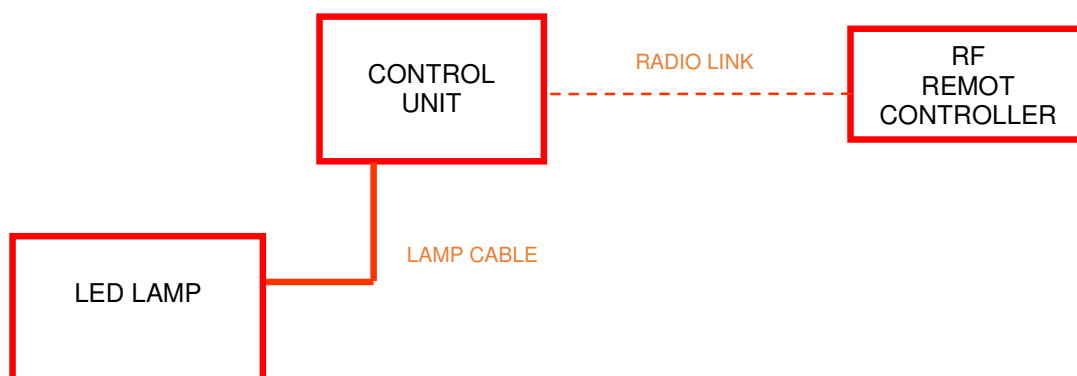 CONTROL
UNIT
RADIO LINK
RF
REMOT
CONTROLLER
LAMP CABLE
LED LAMP